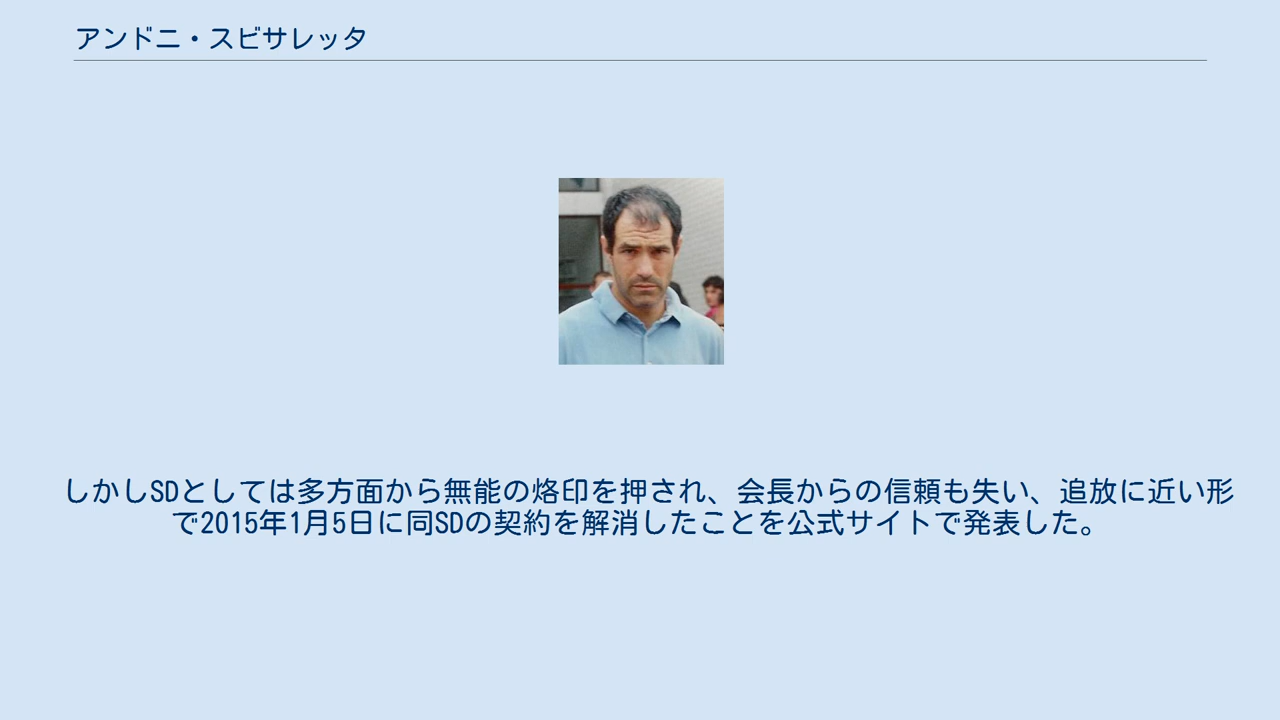 アンドニ・スビサレッタ
しかしSDとしては多方面から無能の烙印を押され、会長からの信頼も失い、追放に近い形
で2015年1月5日に同SDの契約を解消したことを公式サイトで発表した。